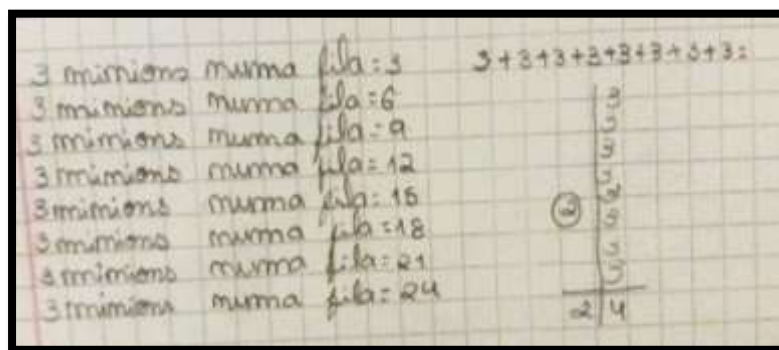 3 minions numa fila = 3
3 minions numa fila = 6
3 minions numa fila = 9
3 minions numa fila = 12
3 minions numa fila = 15
3 minions numa fila = 18
3 minions numa fila = 21
3 minions numa fila = 24
3+3+3+3+3+3+3+3=
3
3
3
3
3
② 3
3
3
2 4